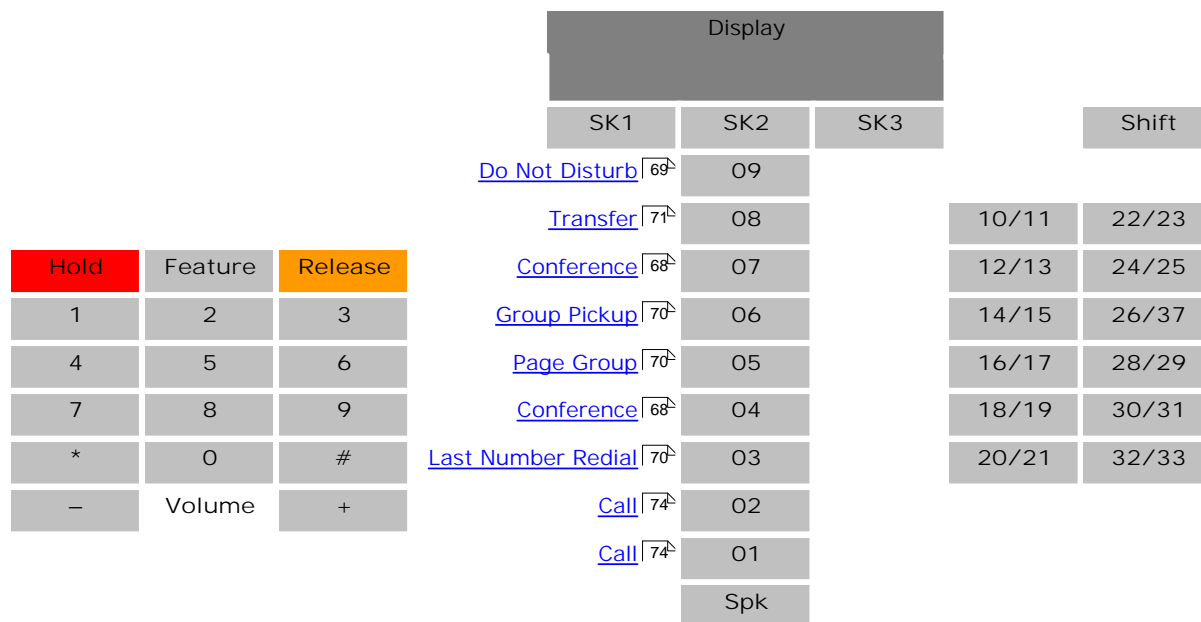 Display
SK1 SK2 SK3 Shift
Do Not Disturb 69 09
Transfer 71 08 10/11 22/23
Hold Feature Release Conference 68 07 12/13 24/25
1 2 3 Group Pickup 70 06 14/15 26/37
4 5 6 Page Group 70 05 16/17 28/29
7 8 9 Conference 68 04 18/19 30/31
* 0 # Last Number Redial 70 03 20/21 32/33
– Volume + Call 74 02
Call 74 01
Spk